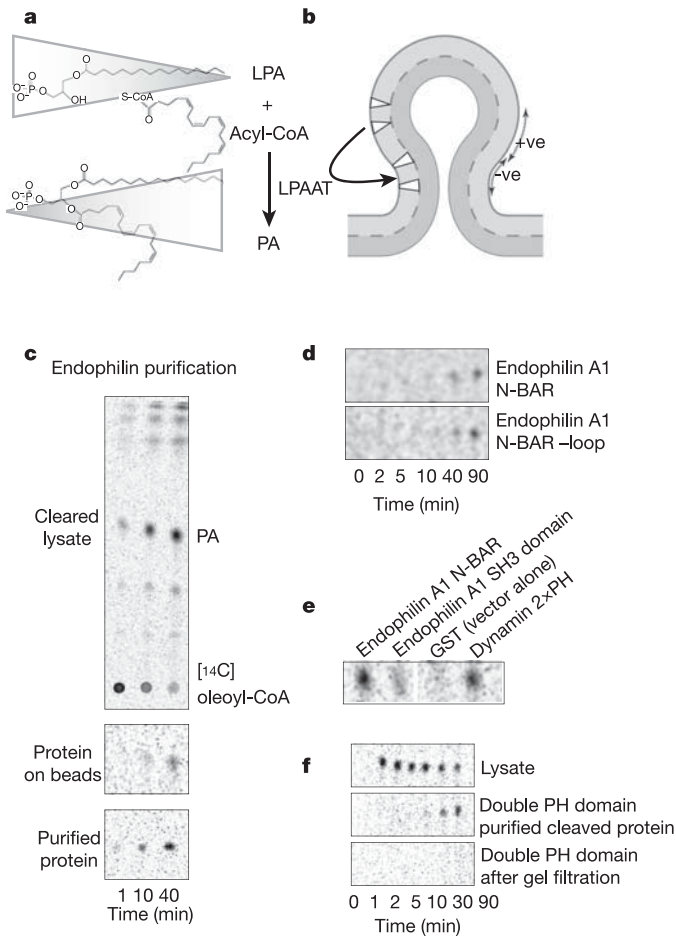 a
LPA
+
Acyl-CoA
LPAAT
PA
O
O
O⁻
P
O⁻
O
O
OH
S-CoA
O
O
O
O⁻
P
O⁻
O
O
O
O
b
+ve
-ve
c
Endophilin purification
Cleared
lysate
PA
[14C]
oleoyl-CoA
Protein
on beads
Purified
protein
1 10 40
Time (min)
d
Endophilin A1
N-BAR
Endophilin A1
N-BAR –loop
0 2 5 10 40 90
Time (min)
e
Endophilin A1 N-BAR
Endophilin A1 SH3 domain
GST (vector alone)
Dynamin 2×PH
f
Lysate
Double PH domain
purified cleaved protein
Double PH domain
after gel filtration
0 1 2 5 10 30 90
Time (min)